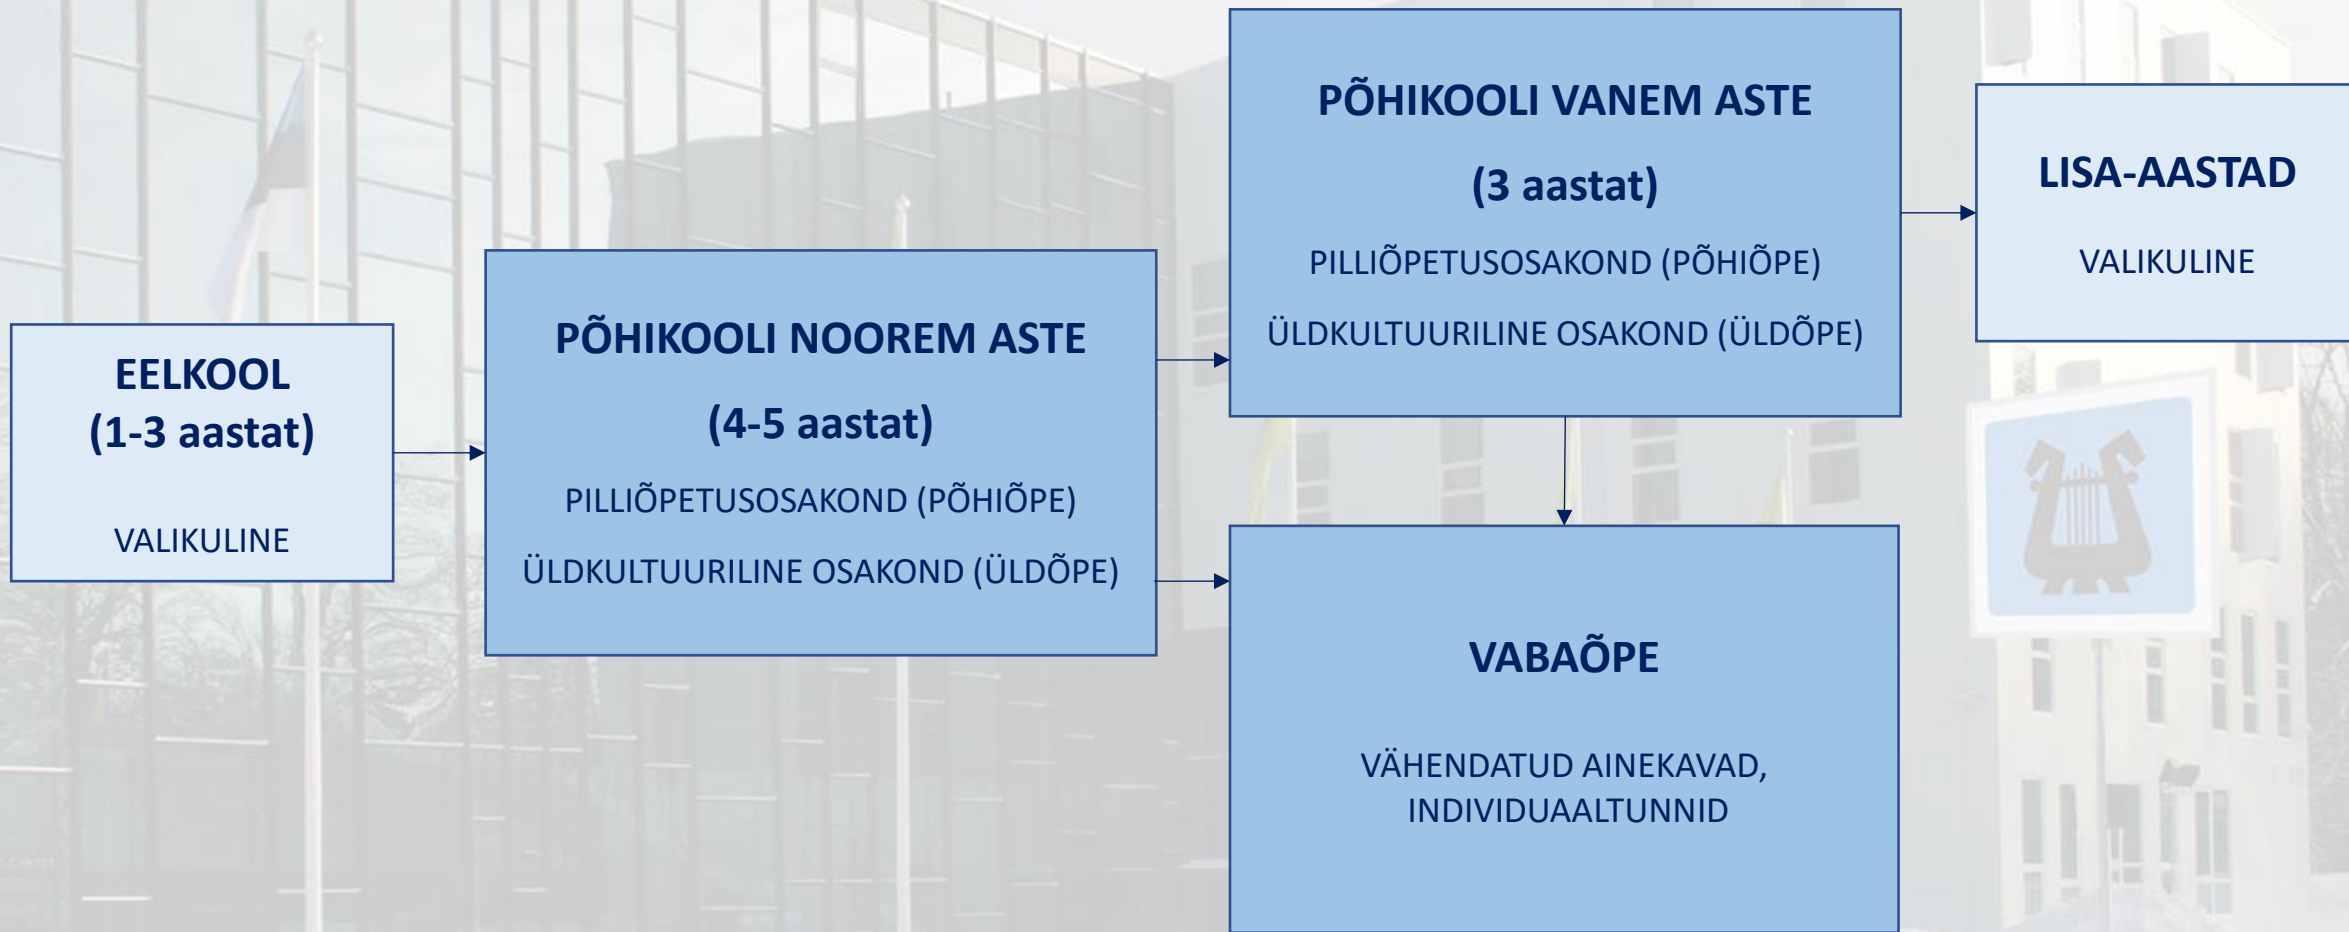 EELKOOL
(1-3 aastat)
VALIKULINE
PÕHIKOOLI NOOREM ASTE
(4-5 aastat)
PILLIÕPETUSOSAKOND (PÕHIÕPE)
ÜLDKULTUURILINE OSAKOND (ÜLDÕPE)
PÕHIKOOLI VANEM ASTE
(3 aastat)
PILLIÕPETUSOSAKOND (PÕHIÕPE)
ÜLDKULTUURILINE OSAKOND (ÜLDÕPE)
LISA-AASTAD
VALIKULINE
VABAÕPE
VÄHENDATUD AINEKAVAD,
INDIVIDUAALTUNNID